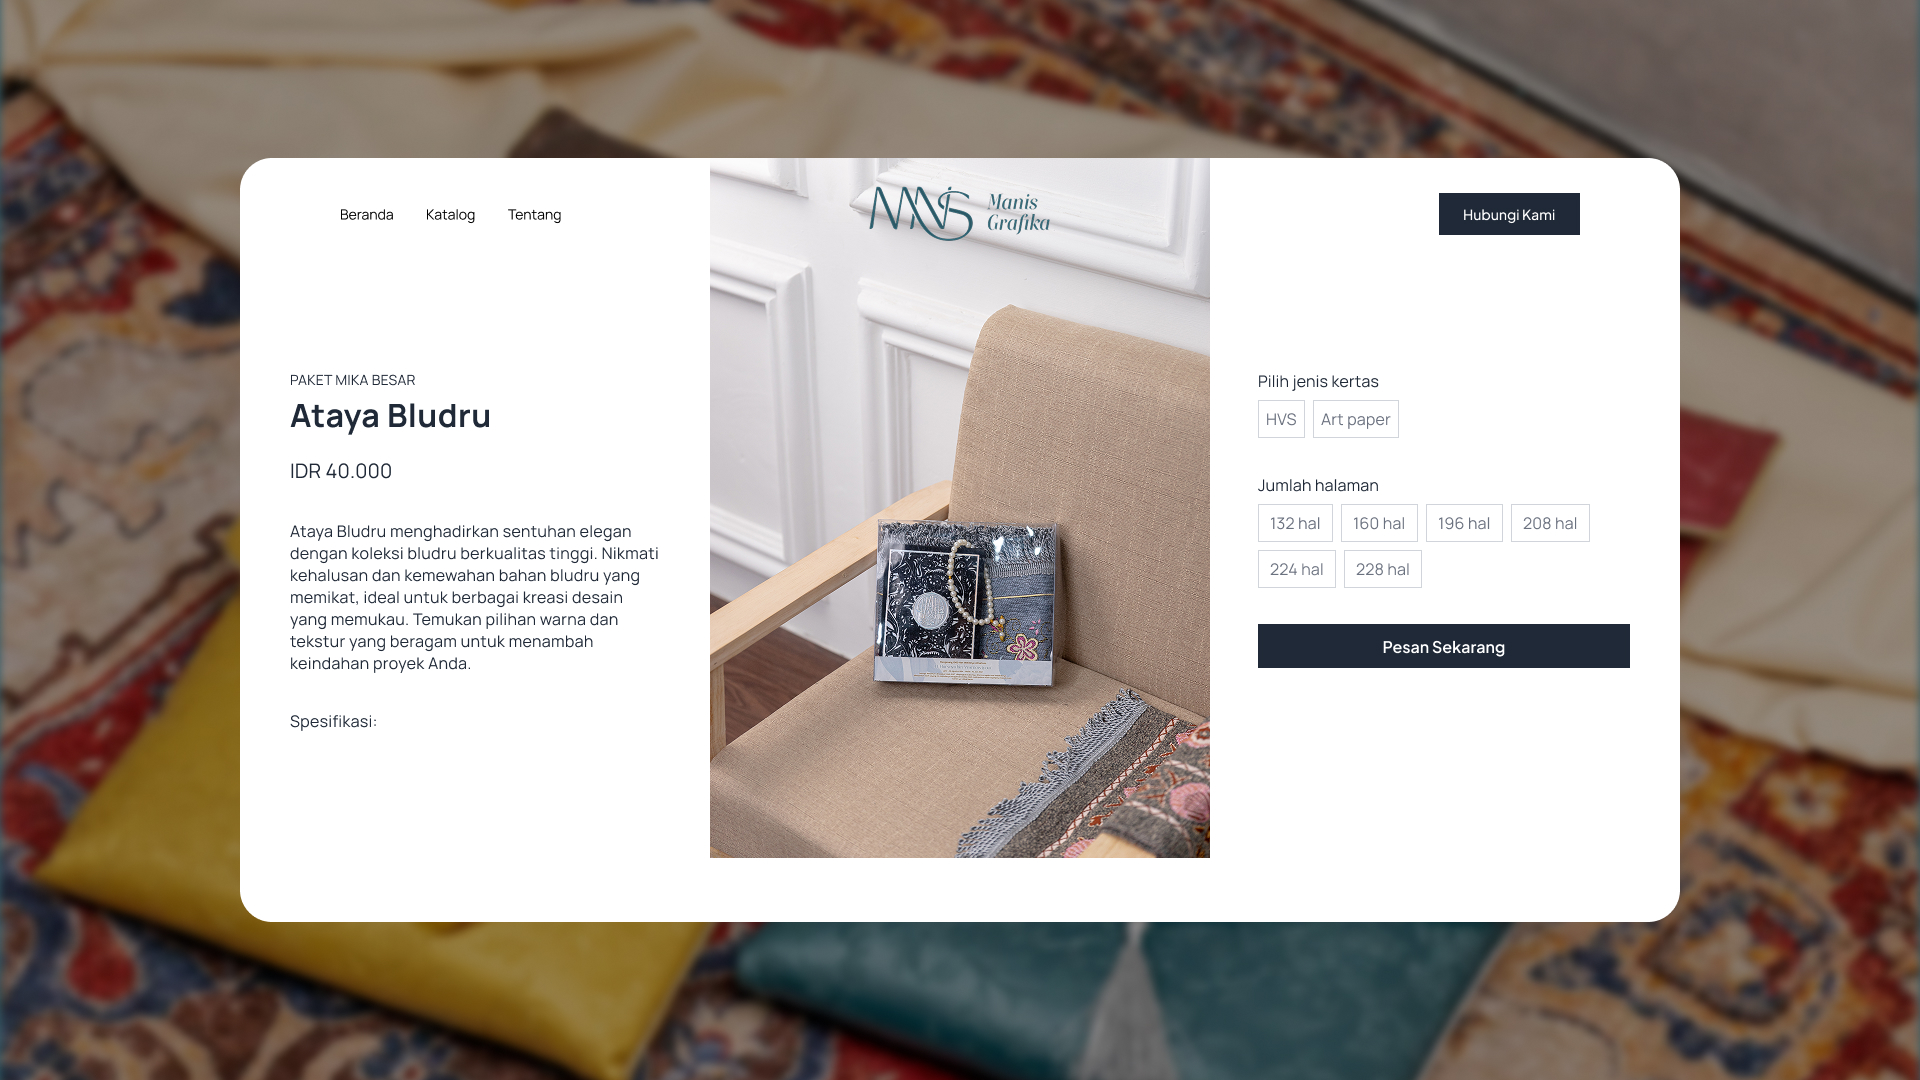 Beranda Katalog Tentang
MNS Manis
Grafika
Hubungi Kami
PAKET MIKA BESAR
Ataya Bludru
IDR 40.000
Ataya Bludru menghadirkan sentuhan elegan
dengan koleksi bludru berkualitas tinggi. Nikmati
kehalusan dan kemewahan bahan bludru yang
memikat, ideal untuk berbagai kreasi desain
yang memukau. Temukan pilihan warna dan
tekstur yang beragam untuk menambah
keindahan proyek Anda.
Spesifikasi:
Pilih jenis kertas
HVS Art paper
Jumlah halaman
132 hal 160 hal 196 hal 208 hal
224 hal 228 hal
Pesan Sekarang